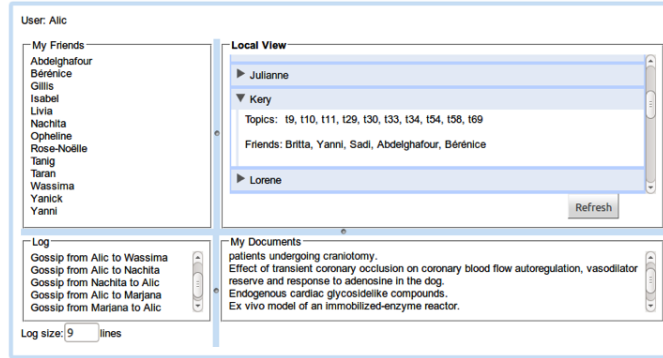 User: Alic
My Friends
Abdelghafour
Bérénice
Gillis
Isabel
Livia
Nachita
Opheline
Rose-Noëlle
Tanig
Taran
Wassima
Yanick
Yanni
Local View
Julianne
Kery
Topics: t9, t10, t11, t29, t30, t33, t34, t54, t58, t69
Friends: Britta, Yanni, Sadi, Abdelghafour, Bérénice
Lorene
Refresh
Log
Gossip from Alic to Wassima
Gossip from Alic to Nachita
Gossip from Nachita to Alic
Gossip from Alic to Marjana
Gossip from Marjana to Alic
Log size: 9 lines
My Documents
patients undergoing craniotomy.
Effect of transient coronary occlusion on coronary blood flow autoregulation, vasodilator
reserve and response to adenosine in the dog.
Endogenous cardiac glycosidelike compounds.
Ex vivo model of an immobilized-enzyme reactor.